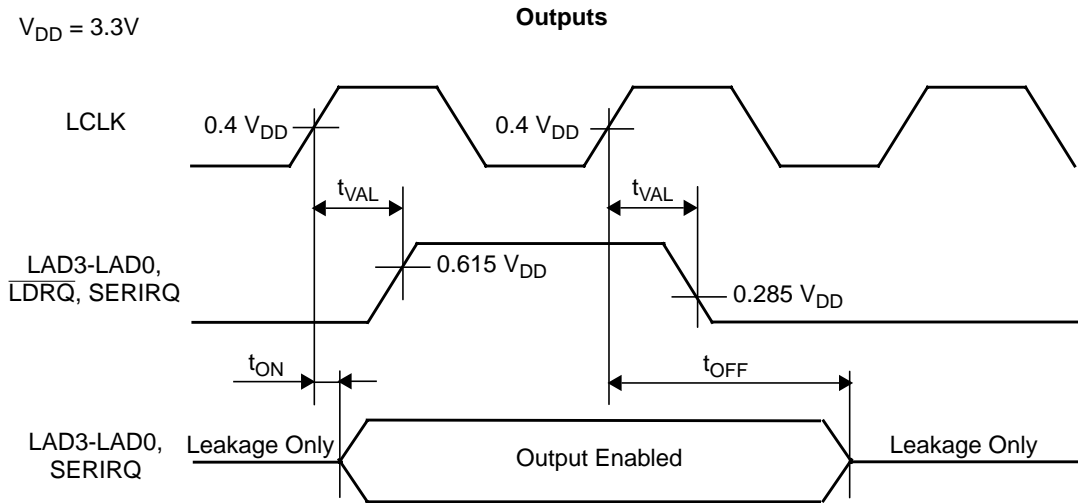 Outputs
V_DD = 3.3V
LCLK
0.4 V_DD
0.4 V_DD
t_VAL
t_VAL
LAD3-LAD0,
LDRQ, SERIRQ
0.615 V_DD
0.285 V_DD
t_ON
t_OFF
LAD3-LAD0,
SERIRQ
Leakage Only
Output Enabled
Leakage Only